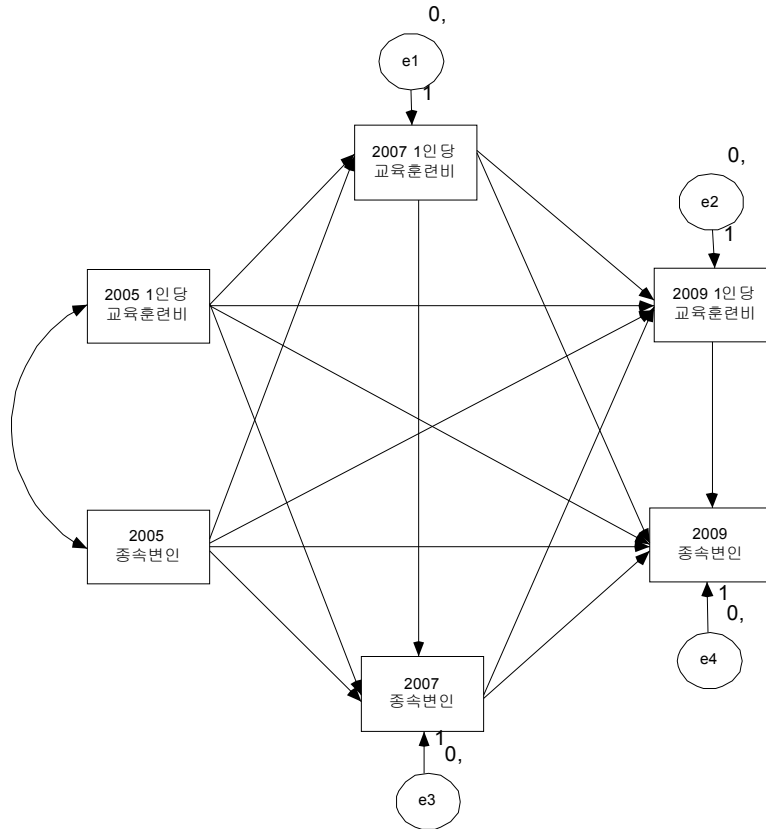 0,
e1
1
2007 1인당
교육훈련비
0,
e2
1
2005 1인당
교육훈련비
2009 1인당
교육훈련비
2005
종속변인
2009
종속변인
1
0,
e4
2007
종속변인
1
0,
e3